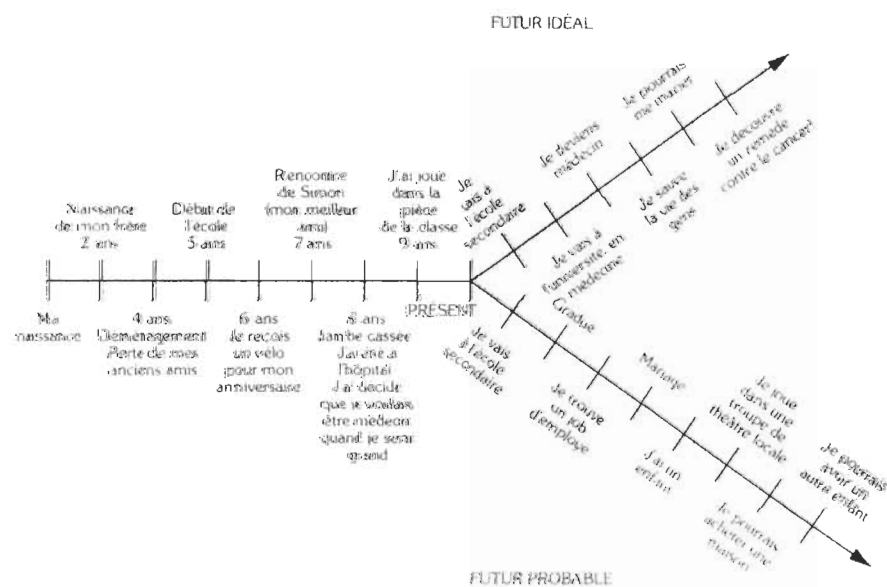 FUTUR IDÉAL
Je
vais à
l'école
secondaire
Je vais à
l'université, en
médecine
Je deviens
médecin
Je sauve
la vie des
gens
Je pourrais
me marier
Je découvre
un remède
contre le cancer!
Naissance
de mon frère
2 ans
Début de
l'école
5 ans
Rencontre
de Simon
(mon meilleur
ami)
7 ans
J'ai joué
dans la
pièce
de la classe
9 ans
PRÉSENT
Ma
naissance
4 ans
Déménagement
Perte de mes
anciens amis
6 ans
Je reçois
un vélo
pour mon
anniversaire
8 ans
Jambe cassée
J'ai été à
l'hôpital
J'ai décidé
que je voulais
être médecin
quand je serai
grand
Je vais
à l'école
secondaire
Gradué
Je trouve
un job
d'employé
Mariage
J'ai un
enfant
Je joue
dans une
troupe de
théâtre locale
Je pourrais
acheter une
maison
Je pourrais
avoir un
autre enfant
FUTUR PROBABLE